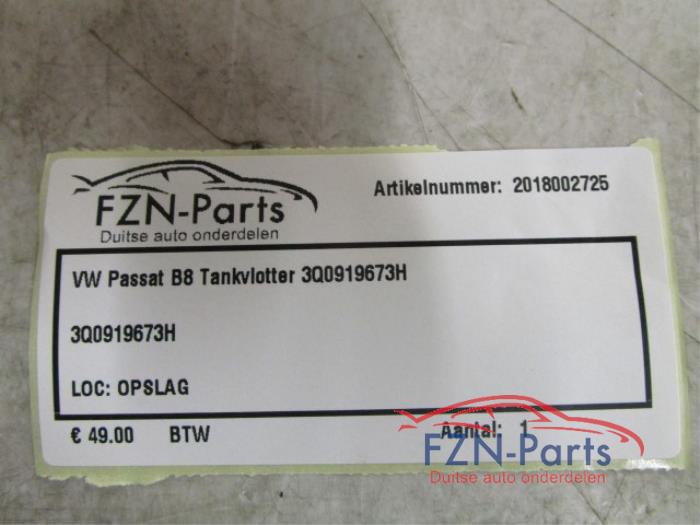 FZN-Parts
Duitse auto onderdelen
Artikelnummer: 2018002725
VW Passat B8 Tankvlotter 3Q0919673H
3Q0919673H
LOC: OPSLAG
€ 49.00 BTW Aantal: 1
FZN-Parts
Duitse auto onderdelen